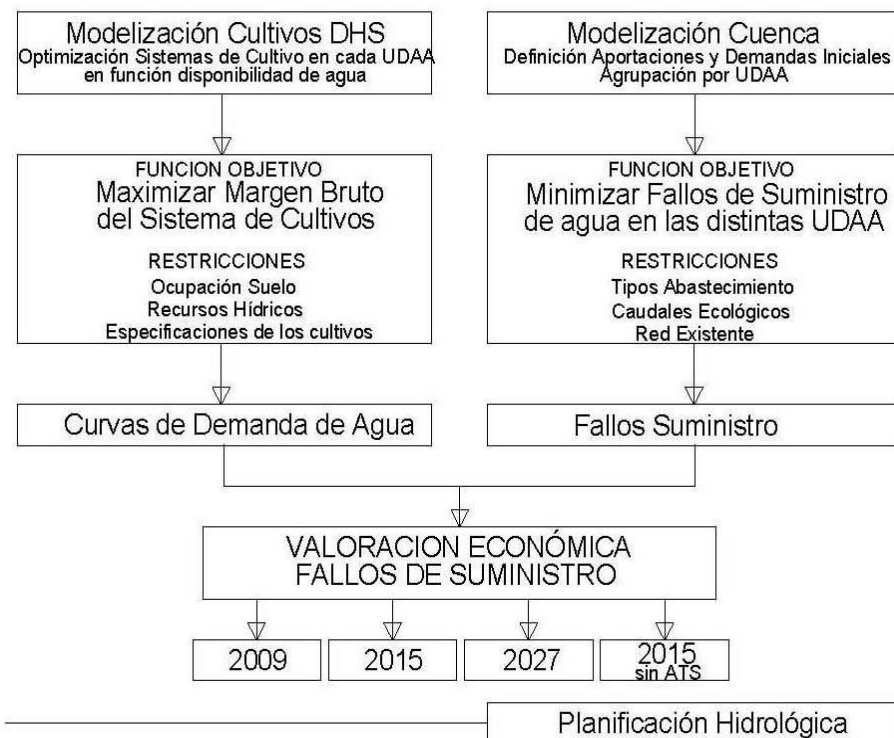 Modelización Cultivos DHS
Optimización Sistemas de Cultivo en cada UDAA
en función disponibilidad de agua
FUNCION OBJETIVO
Maximizar Margen Bruto
del Sistema de Cultivos
RESTRICCIONES
Ocupación Suelo
Recursos Hídricos
Especificaciones de los cultivos
Curvas de Demanda de Agua
Modelización Cuenca
Definición Aportaciones y Demandas Iniciales
Agrupación por UDAA
FUNCION OBJETIVO
Minimizar Fallos de Suministro
de agua en las distintas UDAA
RESTRICCIONES
Tipos Abastecimiento
Caudales Ecológicos
Red Existente
Fallos Suministro
VALORACION ECONÓMICA
FALLOS DE SUMINISTRO
2009
2015
2027
2015
sin ATS
Planificación Hidrológica